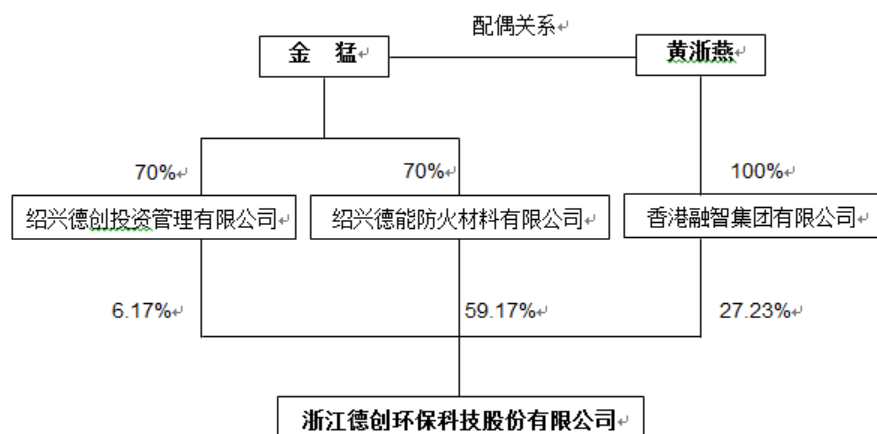 配偶关系
金 猛
黄浙燕
70%
70%
100%
绍兴德创投资管理有限公司
绍兴德能防火材料有限公司
香港融智集团有限公司
6.17%
59.17%
27.23%
浙江德创环保科技股份有限公司